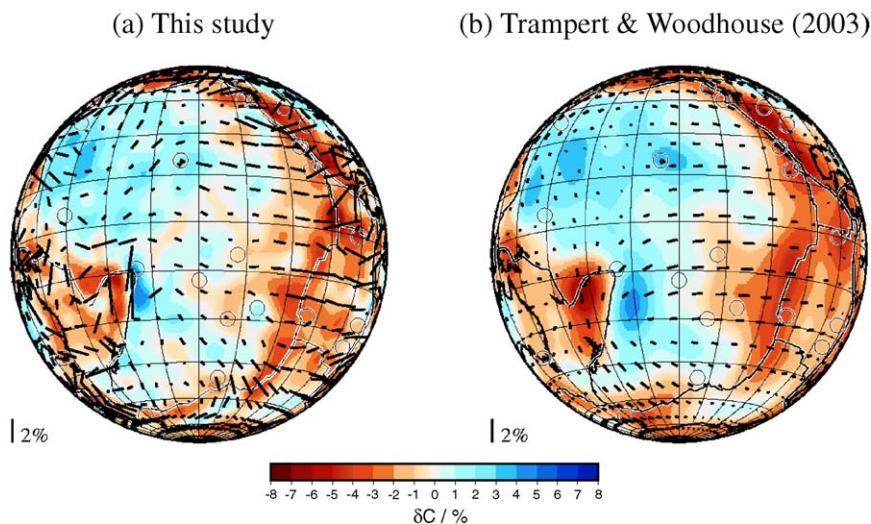 (a) This study
(b) Trampert & Woodhouse (2003)
2%
2%
-8 -7 -6 -5 -4 -3 -2 -1 0 1 2 3 4 5 6 7 8
δC / %